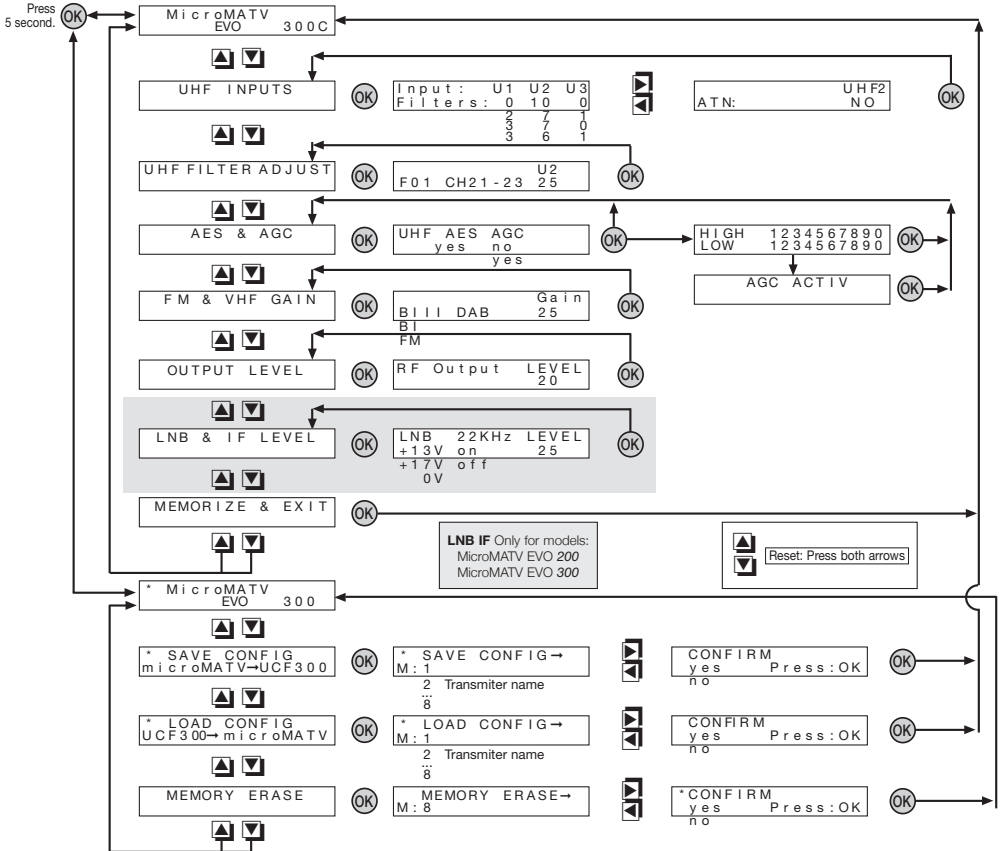 Press
5 second.
OK
MicroMATV
EVO 300C
UHF INPUTS
OK
Input: U1 U2 U3
Filters: 0 10 0
2 7 1
3 7 0
3 6 1
UHF2
ATN: NO
OK
UHF FILTER ADJUST
OK
U2
F01 CH21-23 25
OK
AES & AGC
OK
UHF AES AGC
yes no
yes
OK
HIGH 1234567890
LOW 1234567890
OK
AGC ACTIV
OK
FM & VHF GAIN
OK
Gain
BIII DAB 25
BI
FM
OK
OUTPUT LEVEL
OK
RF Output LEVEL
20
OK
LNB & IF LEVEL
OK
LNB 22KHz LEVEL
+13V on 25
+17V off
0V
OK
MEMORIZE & EXIT
OK
LNB IF Only for models:
MicroMATV EVO 200
MicroMATV EVO 300
Reset: Press both arrows
* MicroMATV
EVO 300
* SAVE CONFIG
microMATV→UCF300
OK
* SAVE CONFIG→
M:1
2 Transmiter name
...
8
CONFIRM
yes Press:OK
no
OK
* LOAD CONFIG
UCF300→microMATV
OK
* LOAD CONFIG→
M:1
2 Transmiter name
...
8
CONFIRM
yes Press:OK
no
OK
MEMORY ERASE
OK
MEMORY ERASE→
M:8
*CONFIRM
yes Press:OK
no
OK